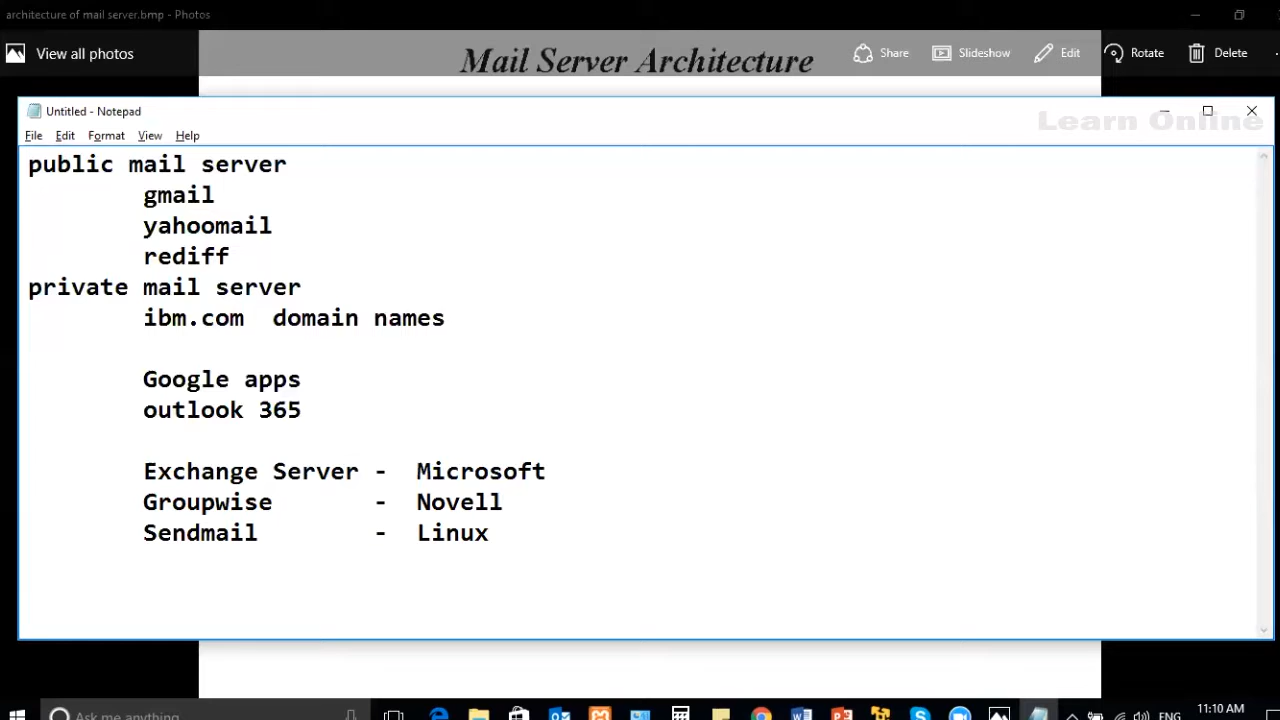 architecture of mail server.bmp - Photos
View all photos
Mail Server Architecture
Share
Slideshow
Edit
Rotate
Delete
Untitled - Notepad
Learn Online
File Edit Format View Help
public mail server
gmail
yahoomail
rediff
private mail server
ibm.com domain names
Google apps
outlook 365
Exchange Server - Microsoft
Groupwise - Novell
Sendmail - Linux
Ask me anything
ENG
11:10 AM